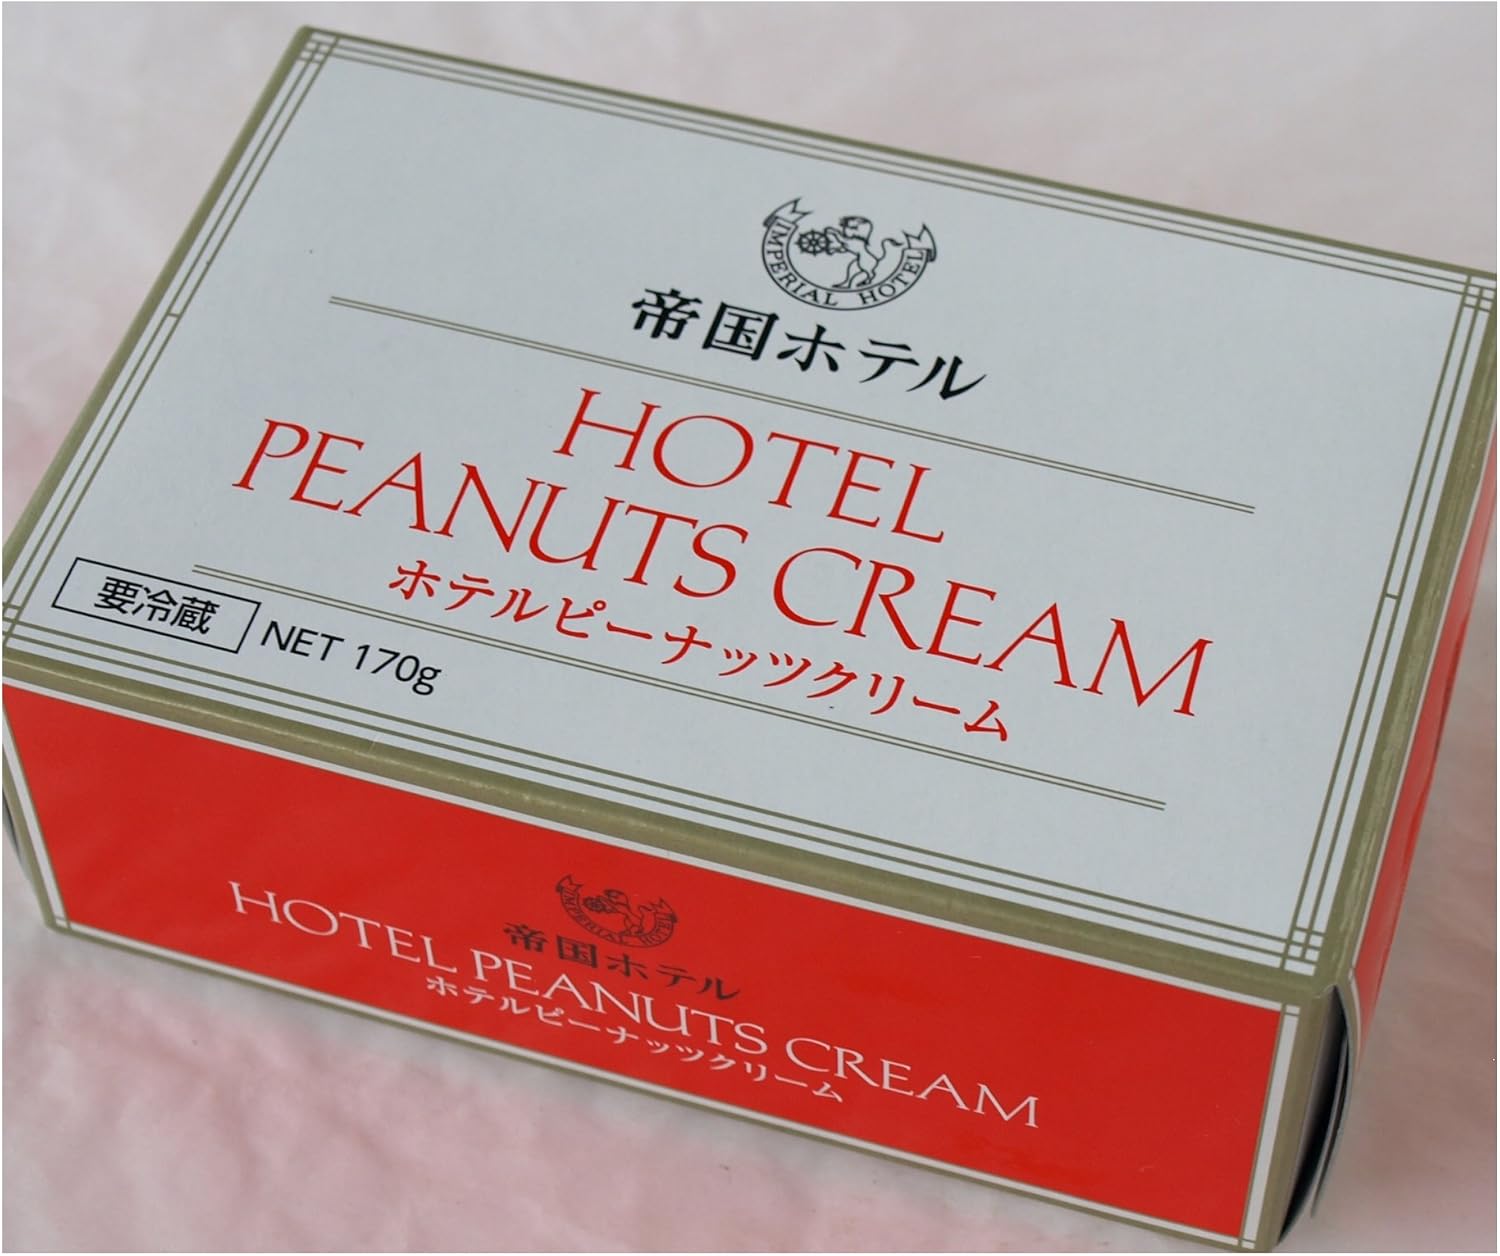 IMPERIAL HOTEL
帝国ホテル
HOTEL
PEANUTS CREAM
ホテルピーナッツクリーム
要冷蔵 NET 170g
IMPERIAL HOTEL
帝国ホテル
HOTEL PEANUTS CREAM
ホテルピーナッツクリーム